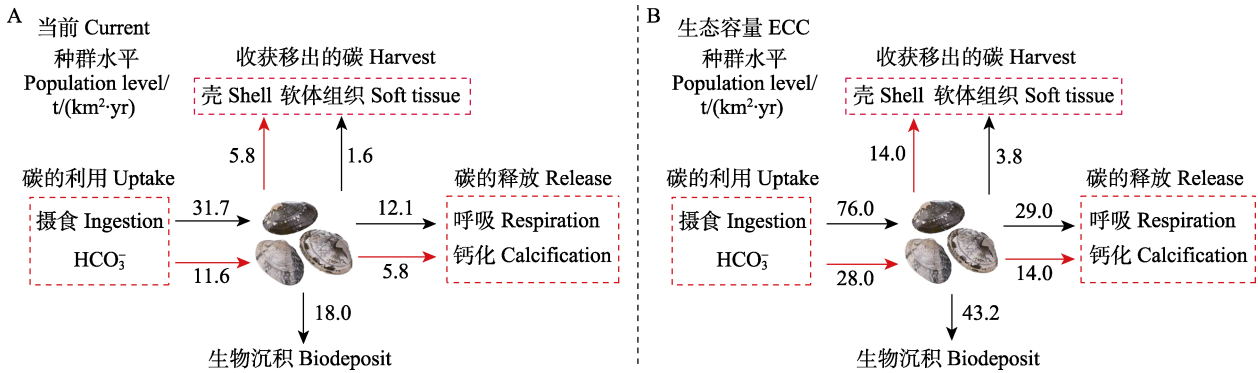 A
当前 Current
种群水平
Population level/
t/(km²·yr)
收获移出的碳 Harvest
壳 Shell 软体组织 Soft tissue
5.8
1.6
碳的利用 Uptake
碳的释放 Release
摄食 Ingestion
31.7
12.1
呼吸 Respiration
HCO₃⁻
11.6
5.8
钙化 Calcification
18.0
生物沉积 Biodeposit
B
生态容量 ECC
种群水平
Population level/
t/(km²·yr)
收获移出的碳 Harvest
壳 Shell 软体组织 Soft tissue
14.0
3.8
碳的利用 Uptake
碳的释放 Release
摄食 Ingestion
76.0
29.0
呼吸 Respiration
HCO₃⁻
28.0
14.0
钙化 Calcification
43.2
生物沉积 Biodeposit